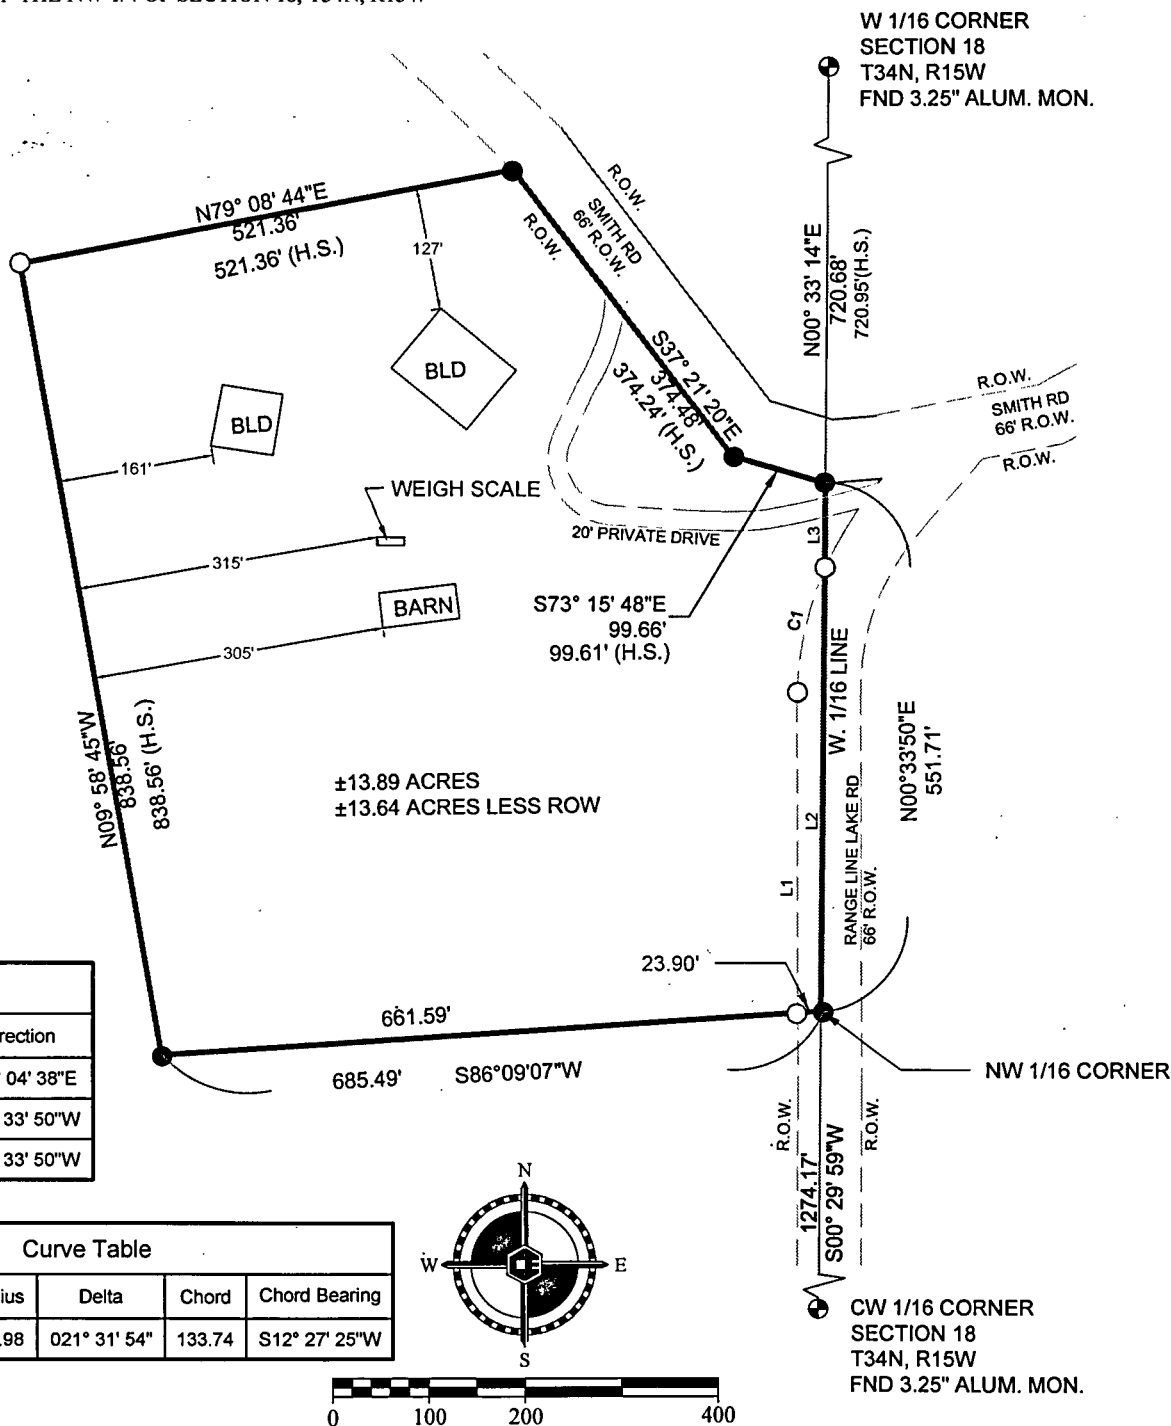 W 1/16 CORNER
SECTION 18
T34N, R15W
FND 3.25" ALUM. MON.
N79° 08' 44"E
521.36'
521.36' (H.S.)
127'
R.O.W.
SMITH RD
66' R.O.W.
R.O.W.
N00° 33' 14"E
720.68'
720.95'(H.S.)
BLD
BLD
S37° 21' 20"E
374.48'
374.24' (H.S.)
R.O.W.
SMITH RD
66' R.O.W.
R.O.W.
161'
WEIGH SCALE
20' PRIVATE DRIVE
L3
315'
BARN
S73° 15' 48"E
99.66'
99.61' (H.S.)
C1
305'
W. 1/16 LINE
N09° 58' 45"W
838.56'
838.56' (H.S.)
±13.89 ACRES
±13.64 ACRES LESS ROW
N00°33'50"E
551.71'
L2
L1
RANGE LINE LAKE RD
66' R.O.W.
23.90'
661.59'
685.49' S86°09'07"W
NW 1/16 CORNER
rection
04' 38"E
33' 50"W
33' 50"W
R.O.W.
R.O.W.
1274.17'
S00° 29' 59"W
Curve Table
ius Delta Chord Chord Bearing
.98 021° 31' 54" 133.74 S12° 27' 25"W
N
W E
S
CW 1/16 CORNER
SECTION 18
T34N, R15W
FND 3.25" ALUM. MON.
0 100 200 400